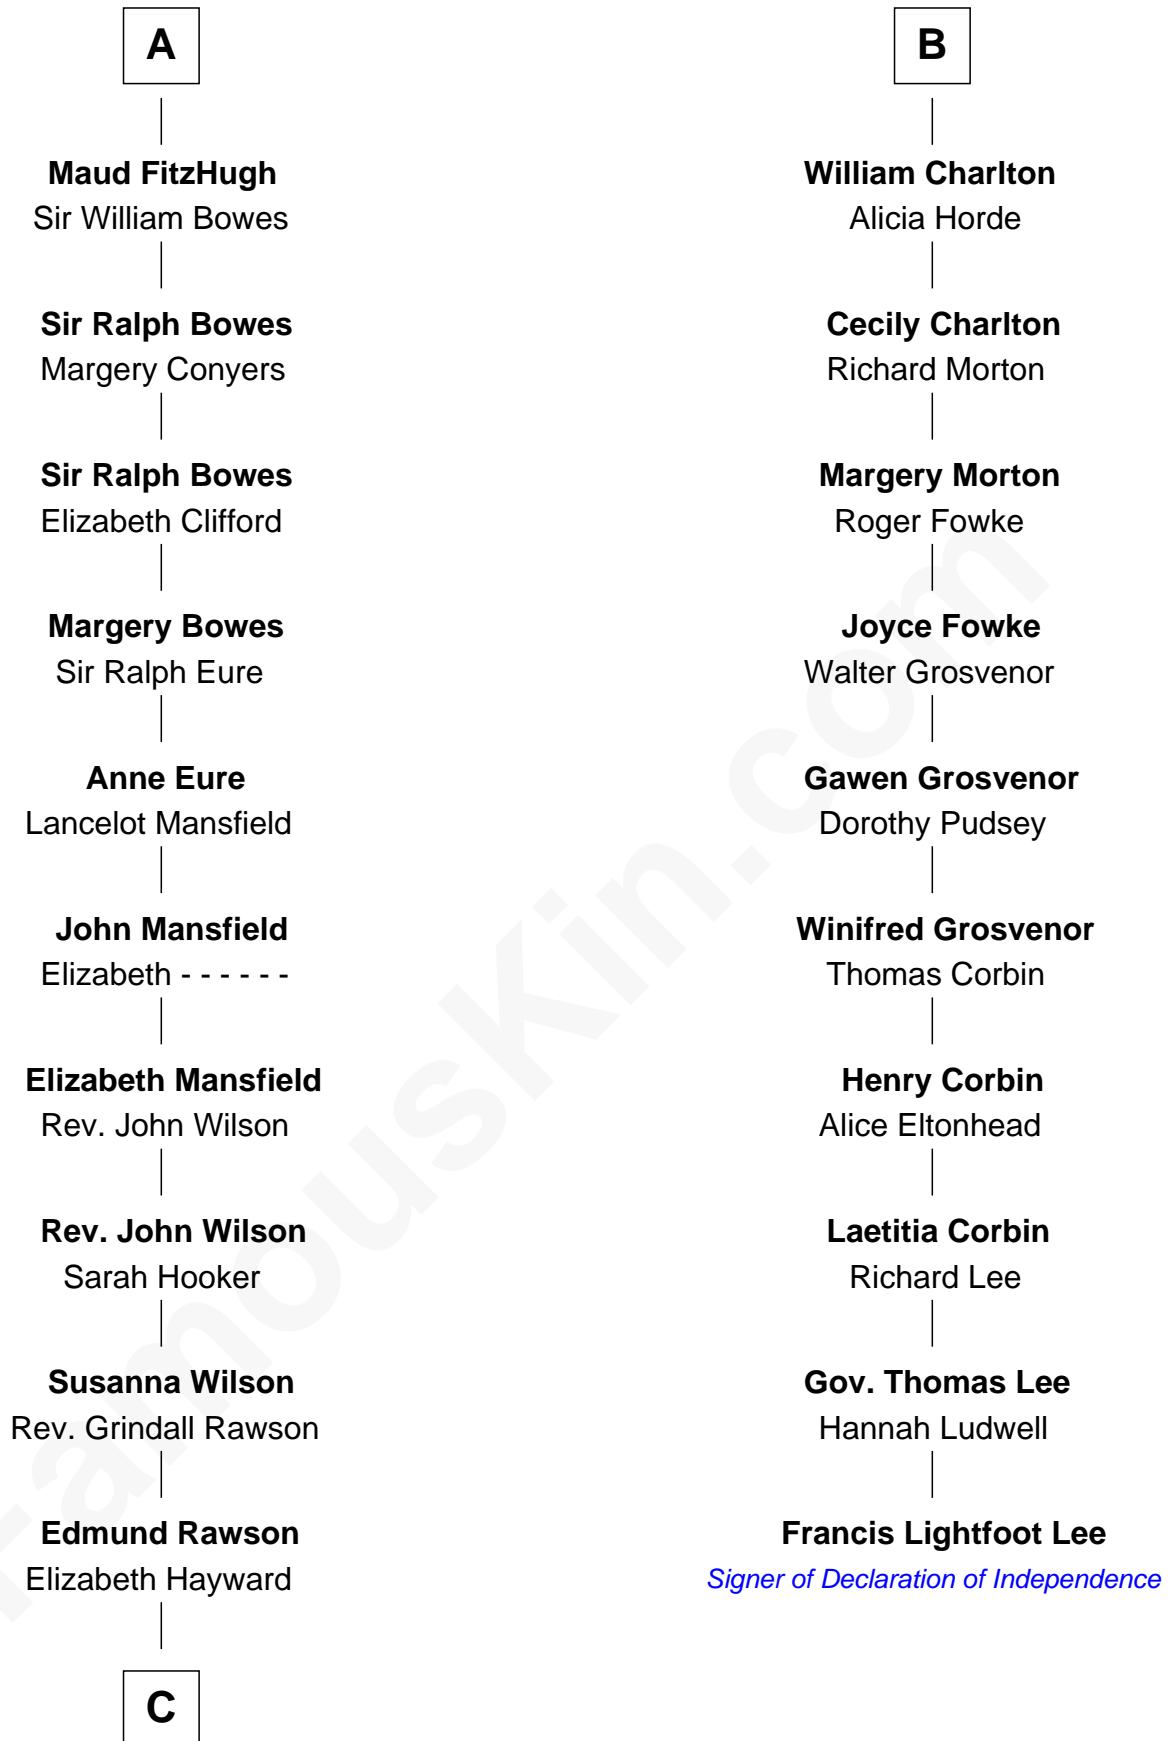 A
Maud FitzHugh
Sir William Bowes
Sir Ralph Bowes
Margery Conyers
Sir Ralph Bowes
Elizabeth Clifford
Margery Bowes
Sir Ralph Eure
Anne Eure
Lancelot Mansfield
John Mansfield
Elizabeth - - - - - -
Elizabeth Mansfield
Rev. John Wilson
Rev. John Wilson
Sarah Hooker
Susanna Wilson
Rev. Grindall Rawson
Edmund Rawson
Elizabeth Hayward
C
B
William Charlton
Alicia Horde
Cecily Charlton
Richard Morton
Margery Morton
Roger Fowke
Joyce Fowke
Walter Grosvenor
Gawen Grosvenor
Dorothy Pudsey
Winifred Grosvenor
Thomas Corbin
Henry Corbin
Alice Eltonhead
Laetitia Corbin
Richard Lee
Gov. Thomas Lee
Hannah Ludwell
Francis Lightfoot Lee
Signer of Declaration of Independence
FamousKin.com